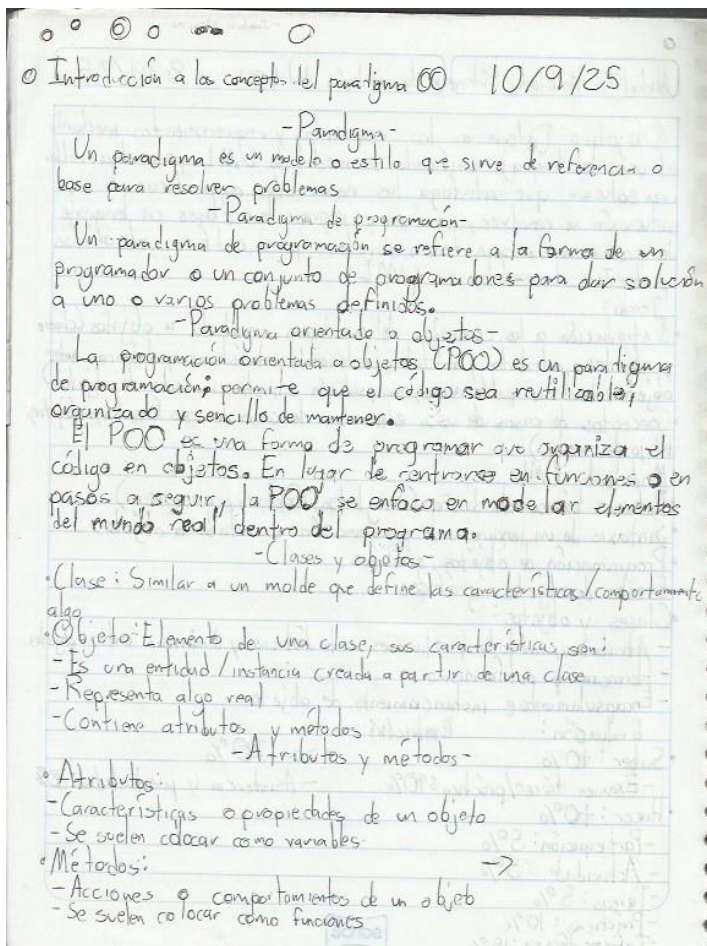 Introducción a los conceptos del paradigma OO 10/9/25
-Paradigma-
Un paradigma es un modelo o estilo que sirve de referencia o
base para resolver problemas
-Paradigma de programacón-
Un paradigma de programación se refiere a la forma de un
programador o un conjunto de programadores para dar solución
a uno o varios problemas definidos.
-Paradigma orientado a objetos-
La programación orientada a objetos (POO) es un paradigma
de programación; permite que el código sea reutilizable,
organizado y sencillo de mantener.
El POO es una forma de programar que organiza el
código en objetos. En lugar de centrarse en funciones o en
pasos a seguir, la POO se enfoca en modelar elementos
del mundo real dentro del programa.
-Clases y objetos-
• Clase: Similar a un molde que define las características/comportamiento
algo
• Objeto: Elemento de una clase, sus características son:
- Es una entidad/instancia creada a partir de una clase
- Representa algo real
- Contiene atributos y métodos
-Atributos y métodos-
• Atributos:
- Características o propiedades de un objeto
- Se suelen colocar como variables.
• Métodos: →
- Acciones o comportamientos de un objeto
- Se suelen colocar como funciones